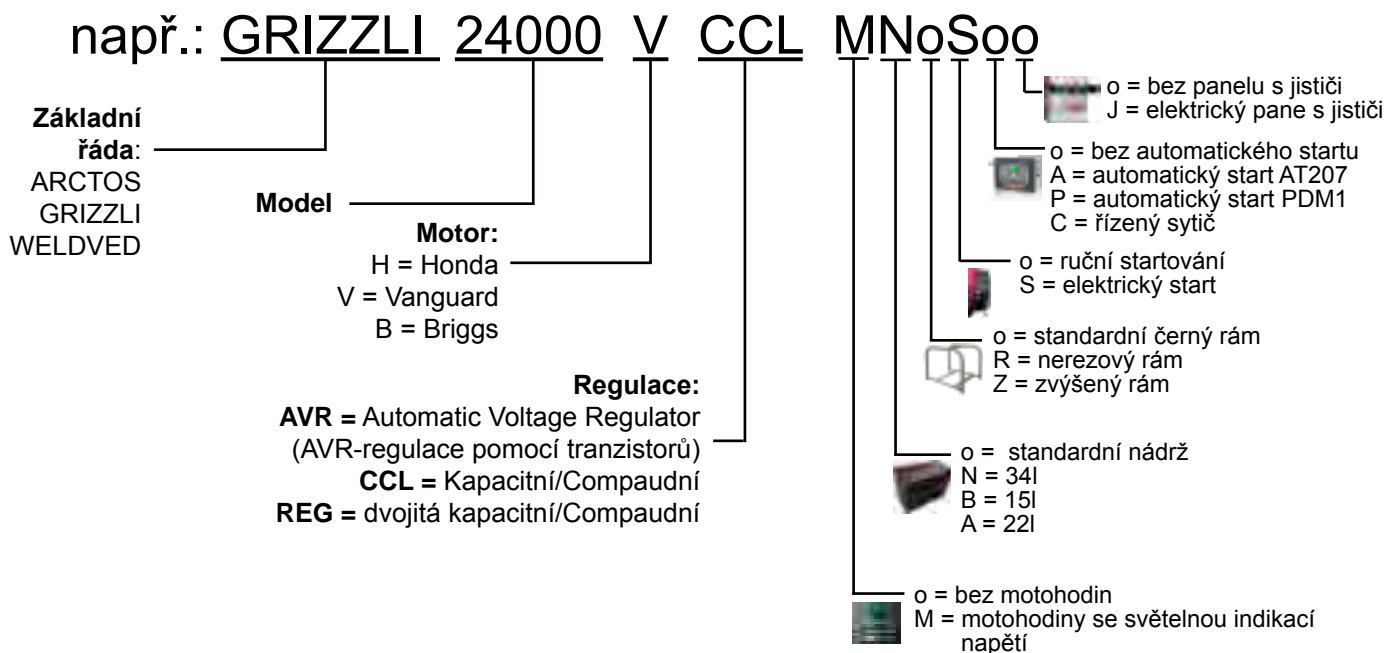 např.: GRIZZLI 24000 V CCL MNoSoo
Základní
řáda:
ARCTOS
GRIZZLI
WELDVED
Model
Motor:
H = Honda
V = Vanguard
B = Briggs
Regulace:
AVR = Automatic Voltage Regulator
(AVR-regulace pomocí tranzistorů)
CCL = Kapacitní/Compaudní
REG = dvojitá kapacitní/Compaudní
o = bez panelu s jističi
J = elektrický pane s jističi
o = bez automatického startu
A = automatický start AT207
P = automatický start PDM1
C = řízený sytič
o = ruční startování
S = elektrický start
o = standardní černý rám
R = nerezový rám
Z = zvýšený rám
o = standardní nádrž
N = 34l
B = 15l
A = 22l
o = bez motohodin
M = motohodiny se světelnou indikací
napětí